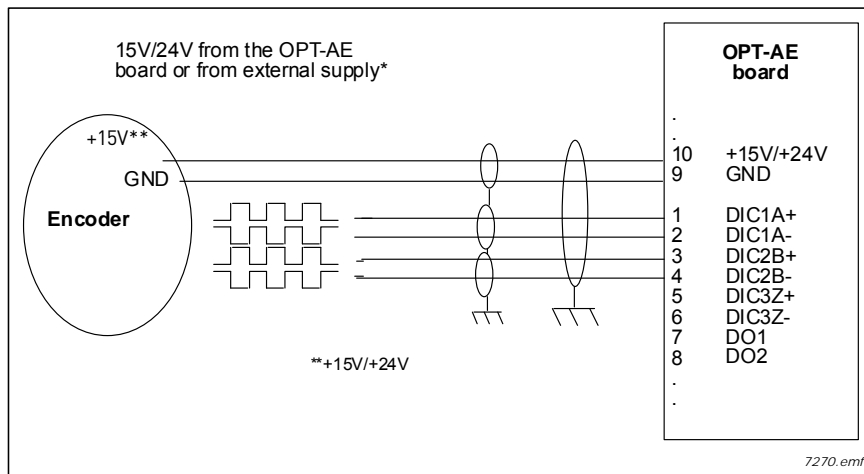 15V/24V from the OPT-AE
board or from external supply*
OPT-AE
board
.
.
+15V**
10 +15V/+24V
GND
9 GND
Encoder
1 DIC1A+
2 DIC1A-
3 DIC2B+
4 DIC2B-
5 DIC3Z+
6 DIC3Z-
7 DO1
8 DO2
**+15V/+24V
.
.
7270.emf